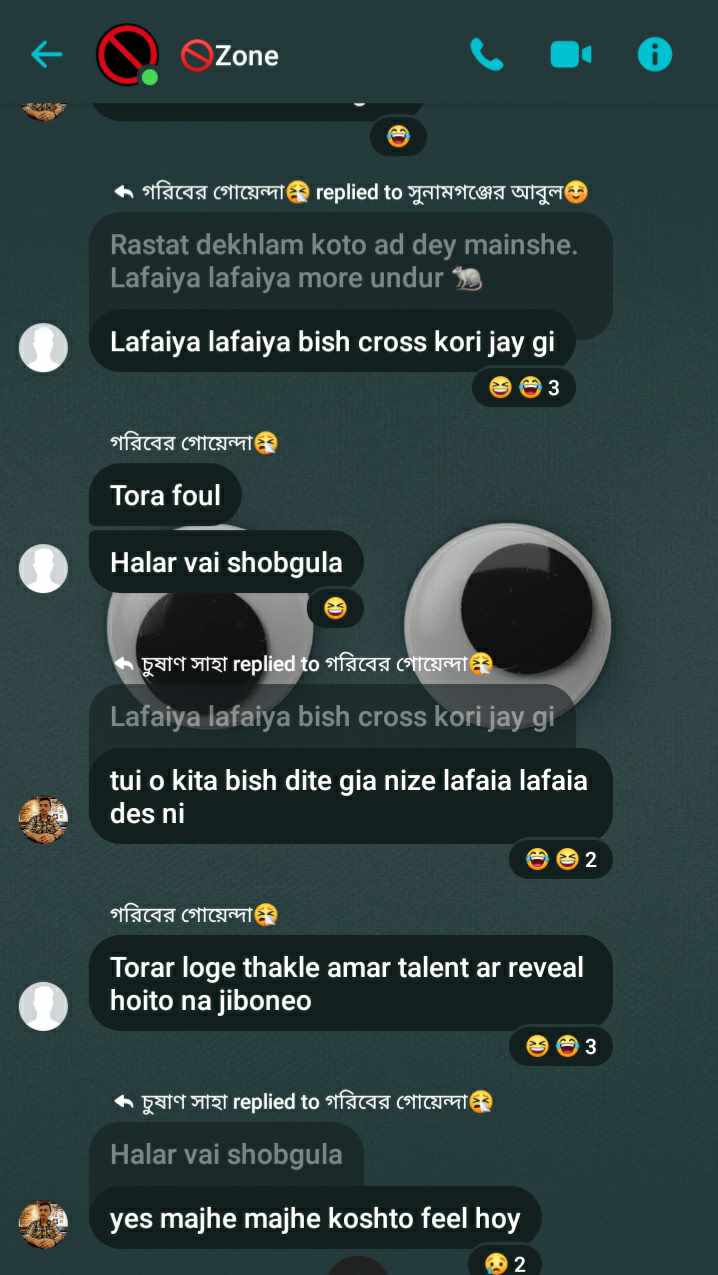 🚫Zone
গরিবের গোয়েন্দা😤 replied to সুনামগঞ্জের আবুল☺️
Rastat dekhlam koto ad dey mainshe.
Lafaiya lafaiya more undur 🐀
Lafaiya lafaiya bish cross kori jay gi
😆 😂 3
গরিবের গোয়েন্দা😤
Tora foul
Halar vai shobgula
চুষাণ সাহা replied to গরিবের গোয়েন্দা😤
Lafaiya lafaiya bish cross kori jay gi
tui o kita bish dite gia nize lafaia lafaia
des ni
😂 😆 2
গরিবের গোয়েন্দা😤
Torar loge thakle amar talent ar reveal
hoito na jiboneo
😆 😂 3
চুষাণ সাহা replied to গরিবের গোয়েন্দা😤
Halar vai shobgula
yes majhe majhe koshto feel hoy
😢 2